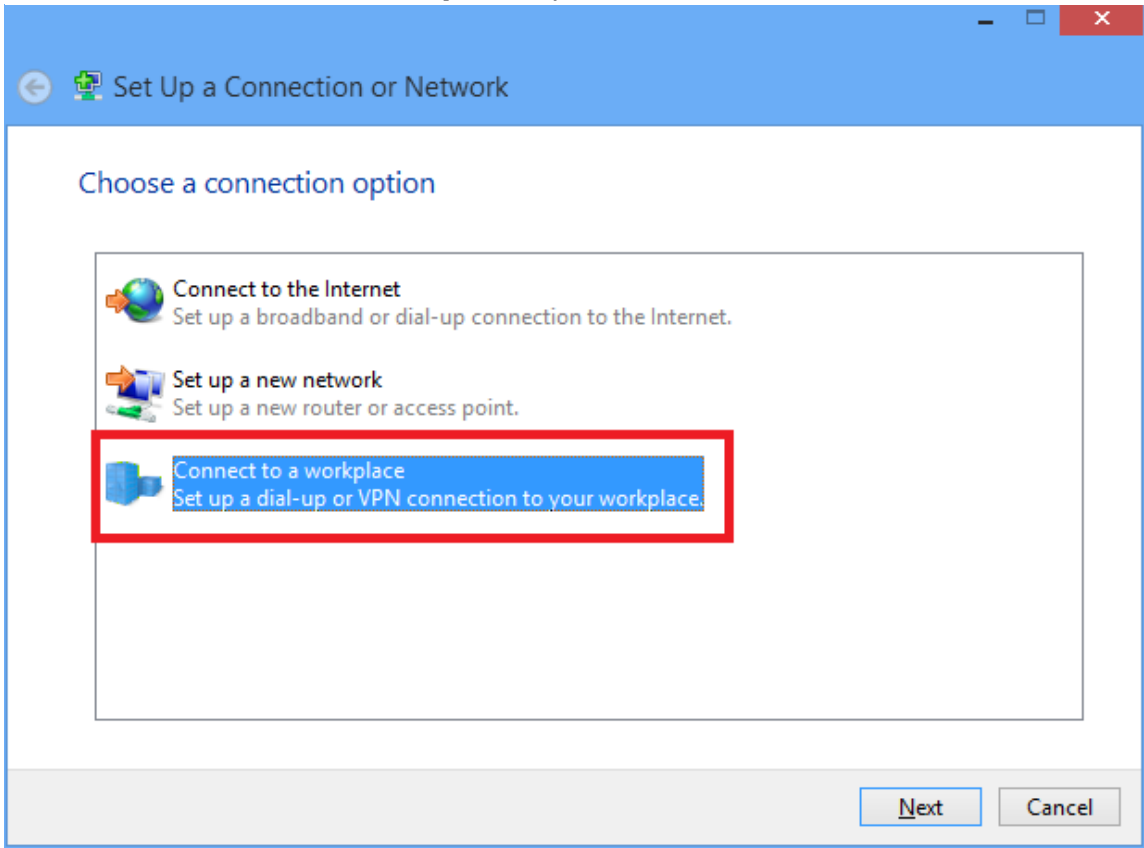 Set Up a Connection or Network
Choose a connection option
Connect to the Internet
Set up a broadband or dial-up connection to the Internet.
Set up a new network
Set up a new router or access point.
Connect to a workplace
Set up a dial-up or VPN connection to your workplace.
Next
Cancel